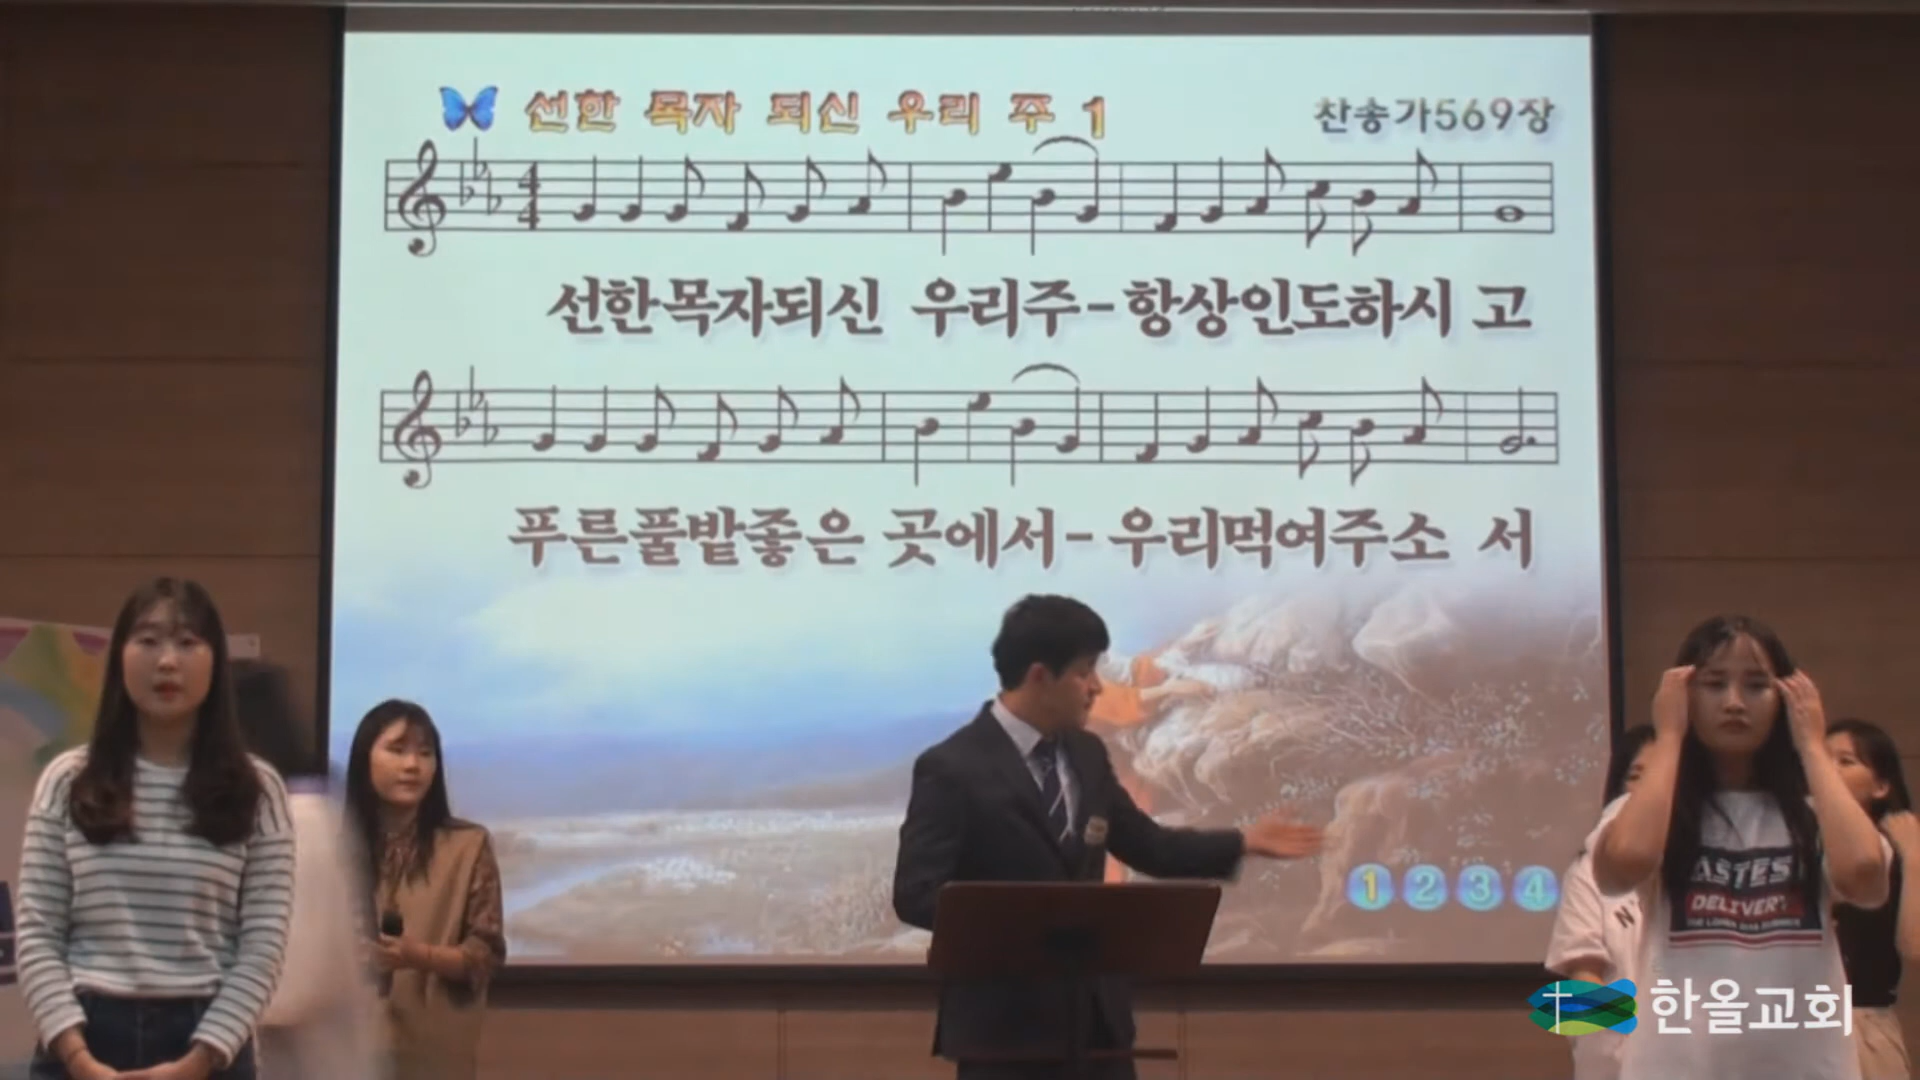 선한 목자 되신 우리 주 1
찬송가569장
선한목자되신 우리주-항상인도하시 고
푸른풀밭좋은 곳에서-우리먹여주소 서
1 2 3 4
ASTES
DELIVERY
N
한올교회